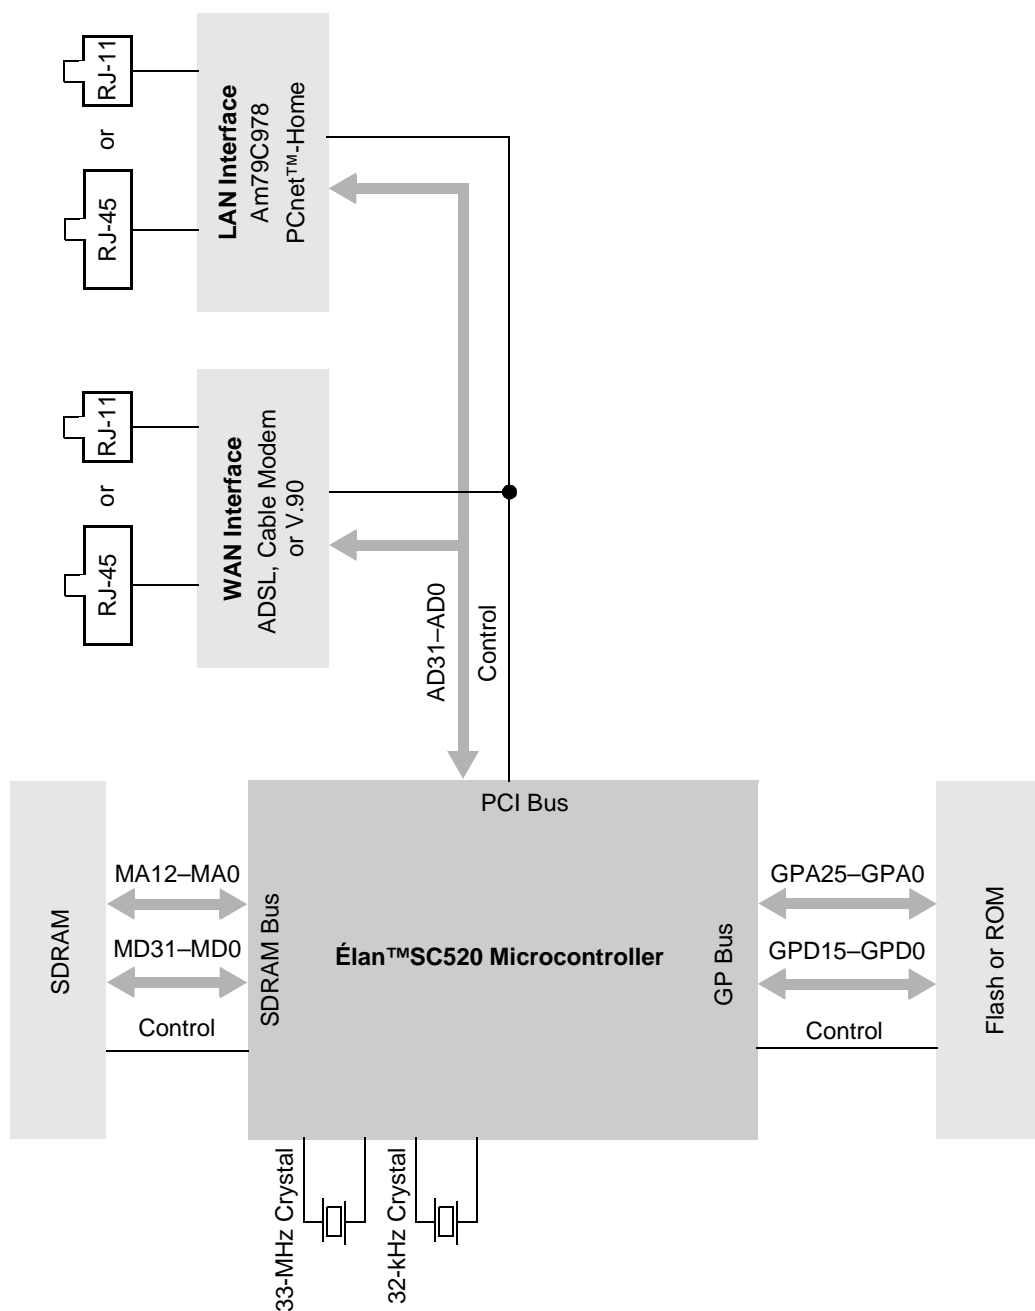 RJ-11
or
RJ-45
LAN Interface
Am79C978
PCnet™-Home
RJ-11
or
RJ-45
WAN Interface
ADSL, Cable Modem
or V.90
AD31–AD0
Control
PCI Bus
SDRAM
MA12–MA0
MD31–MD0
Control
SDRAM Bus
Élan™SC520 Microcontroller
GP Bus
GPA25–GPA0
GPD15–GPD0
Control
Flash or ROM
33-MHz Crystal
32-kHz Crystal